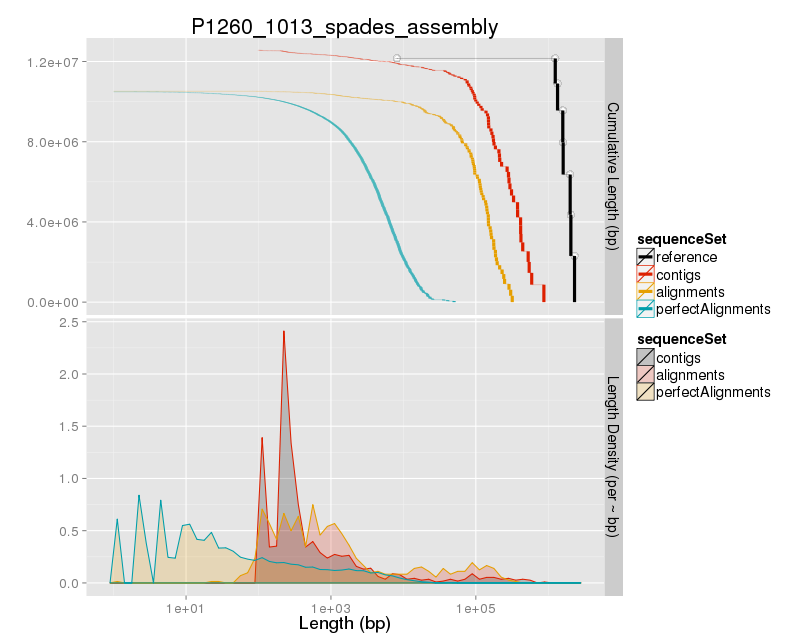 P1260_1013_spades_assembly
1.2e+07
8.0e+06
4.0e+06
0.0e+00
Cumulative Length (bp)
2.5
2.0
1.5
1.0
0.5
0.0
Length Density (per ~ bp)
1e+01
1e+03
1e+05
Length (bp)
sequenceSet
reference
contigs
alignments
perfectAlignments
sequenceSet
contigs
alignments
perfectAlignments